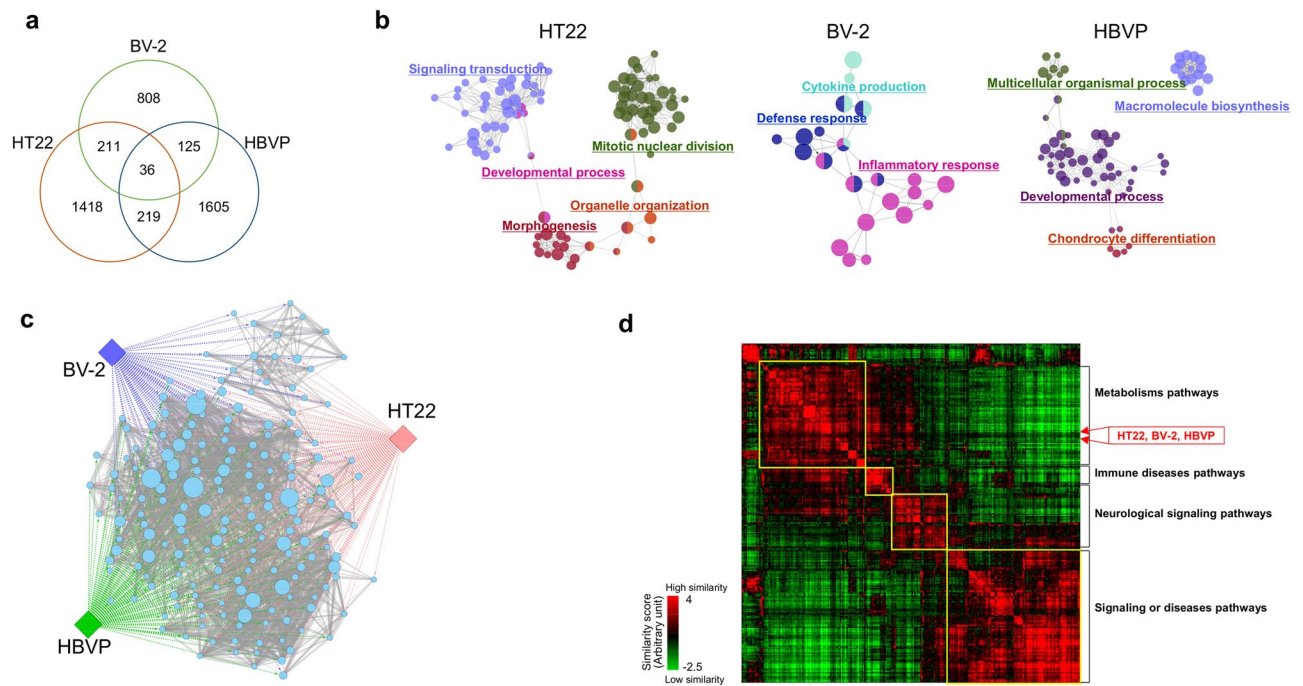 a
BV-2
808
HT22
HBVP
211
125
36
1418
219
1605
b
HT22
BV-2
HBVP
Signaling transduction
Mitotic nuclear division
Developmental process
Organelle organization
Morphogenesis
Cytokine production
Defense response
Inflammatory response
Multicellular organismal process
Macromolecule biosynthesis
Developmental process
Chondrocyte differentiation
c
BV-2
HT22
HBVP
d
Metabolisms pathways
HT22, BV-2, HBVP
Immune diseases pathways
Neurological signaling pathways
Signaling or diseases pathways
High similarity
4
Similarity score
(Arbitrary unit)
-2.5
Low similarity